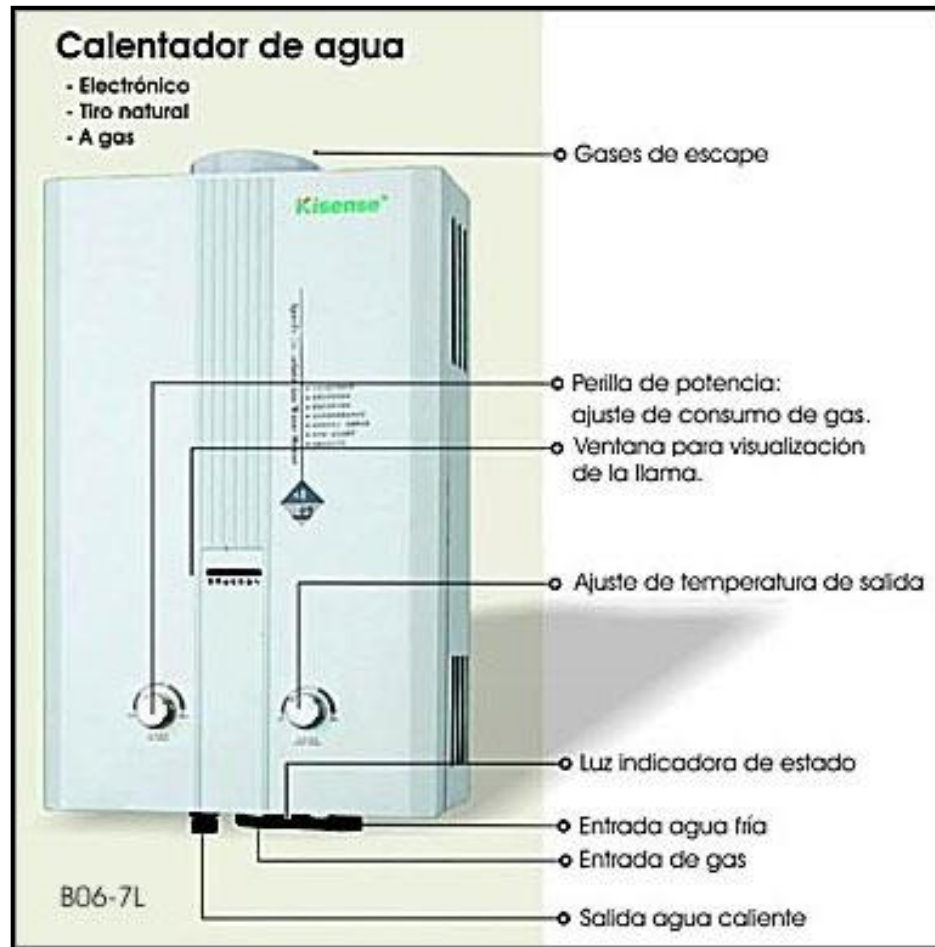 Calentador de agua
- Electrónico
- Tiro natural
- A gas
Gases de escape
Kisense
Perilla de potencia:
ajuste de consumo de gas.
Ventana para visualización
de la llama.
Ajuste de temperatura de salida
Luz indicadora de estado
Entrada agua fría
Entrada de gas
B06-7L
Salida agua caliente